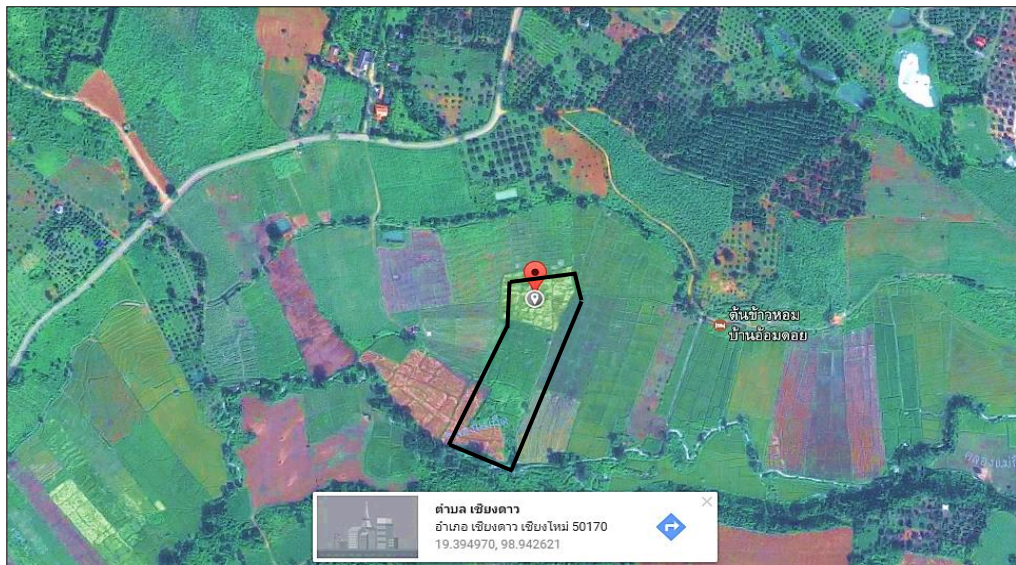 ต้นข้าวหอม
บ้านอ้อมดอย
ตำบล เชียงดาว
อำเภอ เชียงดาว เชียงใหม่ 50170
19.394970, 98.942621